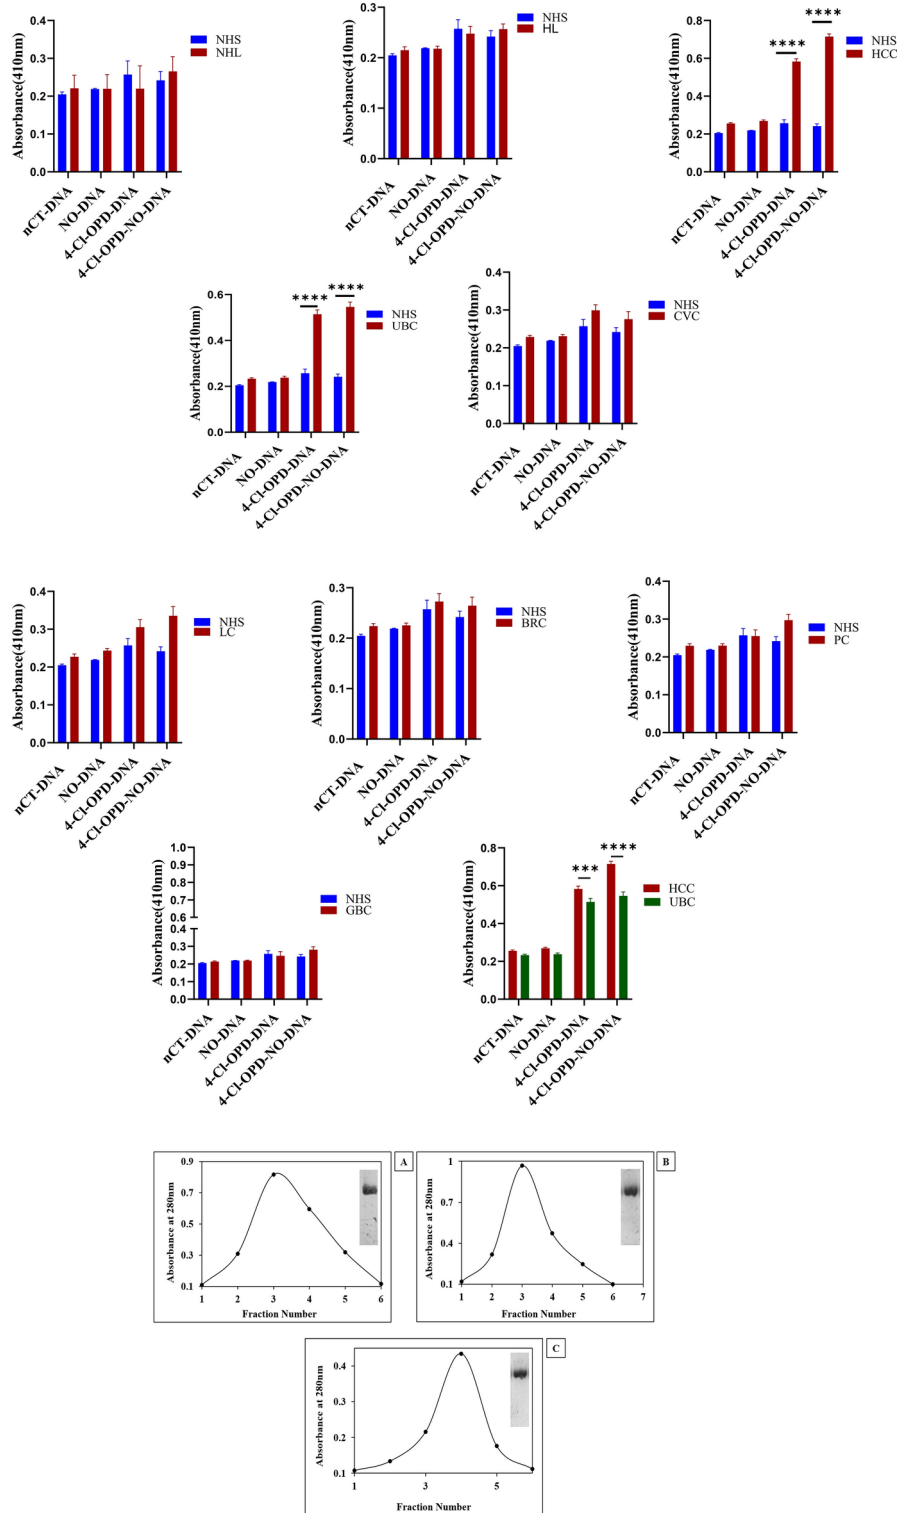 0.4
0.3
0.2
0.1
0.0
Absorbance(410nm)
nCT-DNA
NO-DNA
4-Cl-OPD-DNA
4-Cl-OPD-NO-DNA
NHS
NHL
0.3
0.2
0.1
0.0
Absorbance(410nm)
nCT-DNA
NO-DNA
4-Cl-OPD-DNA
4-Cl-OPD-NO-DNA
NHS
HL
0.8
0.6
0.4
0.2
0.0
Absorbance(410nm)
****
****
nCT-DNA
NO-DNA
4-Cl-OPD-DNA
4-Cl-OPD-NO-DNA
NHS
HCC
0.6
0.4
0.2
0.0
Absorbance(410nm)
****
****
nCT-DNA
NO-DNA
4-Cl-OPD-DNA
4-Cl-OPD-NO-DNA
NHS
UBC
0.4
0.3
0.2
0.1
0.0
Absorbance(410nm)
nCT-DNA
NO-DNA
4-Cl-OPD-DNA
4-Cl-OPD-NO-DNA
NHS
CVC
0.4
0.3
0.2
0.1
0.0
Absorbance(410nm)
nCT-DNA
NO-DNA
4-Cl-OPD-DNA
4-Cl-OPD-NO-DNA
NHS
LC
0.3
0.2
0.1
0.0
Absorbance(410nm)
nCT-DNA
NO-DNA
4-Cl-OPD-DNA
4-Cl-OPD-NO-DNA
NHS
BRC
0.4
0.3
0.2
0.1
0.0
Absorbance(410nm)
nCT-DNA
NO-DNA
4-Cl-OPD-DNA
4-Cl-OPD-NO-DNA
NHS
PC
1.0
0.9
0.8
0.7
0.6
0.4
0.3
0.2
0.1
0.0
Absorbance(410nm)
nCT-DNA
NO-DNA
4-Cl-OPD-DNA
4-Cl-OPD-NO-DNA
NHS
GBC
0.8
0.6
0.4
0.2
0.0
Absorbance(410nm)
***
****
nCT-DNA
NO-DNA
4-Cl-OPD-DNA
4-Cl-OPD-NO-DNA
HCC
UBC
A
0.9
0.7
0.5
0.3
0.1
Absorbance at 280nm
1 2 3 4 5 6
Fraction Number
B
1
0.7
0.4
0.1
Absorbance at 280nm
1 2 3 4 5 6 7
Fraction Number
C
0.4
0.3
0.2
0.1
Absorbance at 280nm
1 3 5
Fraction Number